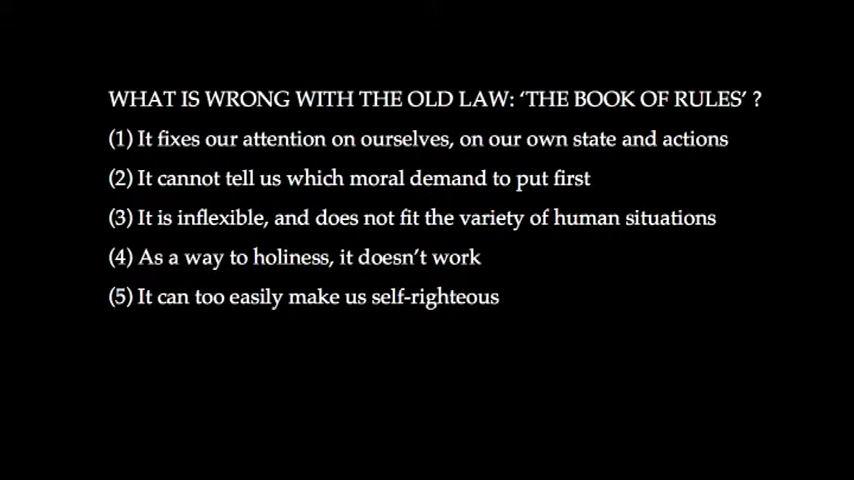 WHAT IS WRONG WITH THE OLD LAW: ‘THE BOOK OF RULES’ ?
(1) It fixes our attention on ourselves, on our own state and actions
(2) It cannot tell us which moral demand to put first
(3) It is inflexible, and does not fit the variety of human situations
(4) As a way to holiness, it doesn’t work
(5) It can too easily make us self-righteous